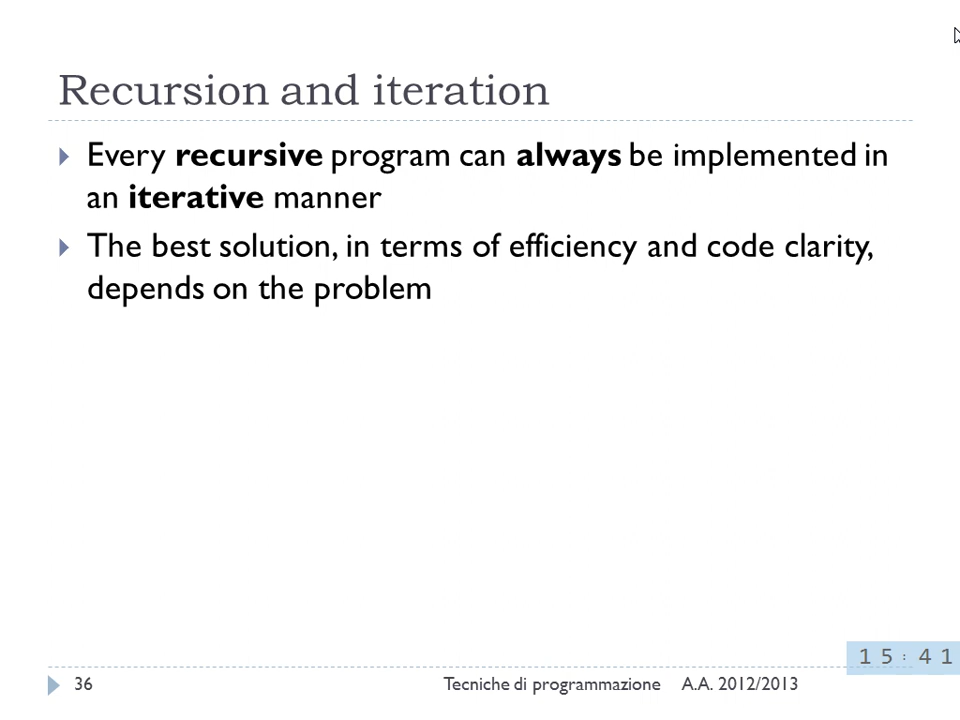 Recursion and iteration
Every recursive program can always be implemented in
an iterative manner
The best solution, in terms of efficiency and code clarity,
depends on the problem
36
Tecniche di programmazione A.A. 2012/2013
15:41